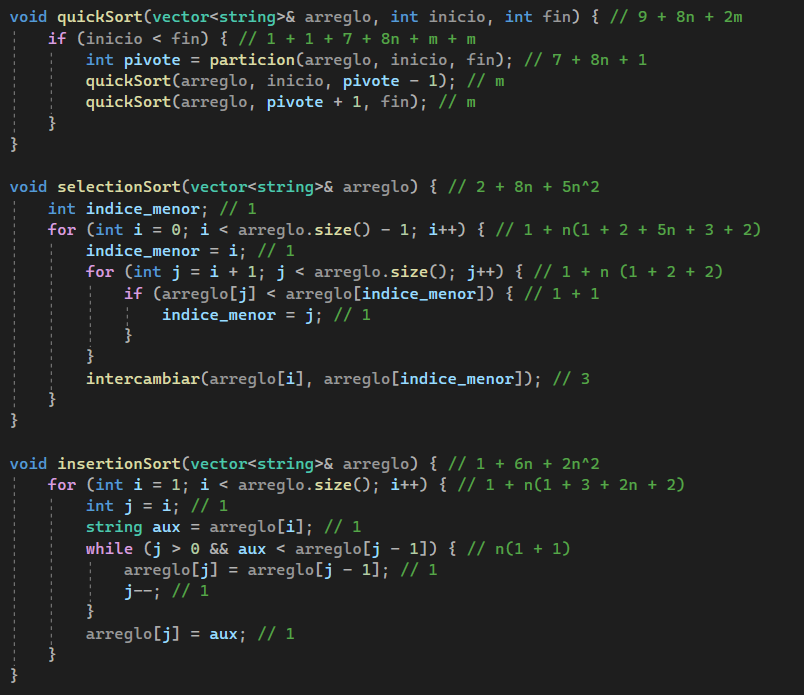 void quickSort(vector<string>& arreglo, int inicio, int fin) { // 9 + 8n + 2m
    if (inicio < fin) { // 1 + 1 + 7 + 8n + m + m
        int pivote = particion(arreglo, inicio, fin); // 7 + 8n + 1
        quickSort(arreglo, inicio, pivote - 1); // m
        quickSort(arreglo, pivote + 1, fin); // m
    }
}

void selectionSort(vector<string>& arreglo) { // 2 + 8n + 5n^2
    int indice_menor; // 1
    for (int i = 0; i < arreglo.size() - 1; i++) { // 1 + n(1 + 2 + 5n + 3 + 2)
        indice_menor = i; // 1
        for (int j = i + 1; j < arreglo.size(); j++) { // 1 + n (1 + 2 + 2)
            if (arreglo[j] < arreglo[indice_menor]) { // 1 + 1
                indice_menor = j; // 1
            }
        }
        intercambiar(arreglo[i], arreglo[indice_menor]); // 3
    }
}

void insertionSort(vector<string>& arreglo) { // 1 + 6n + 2n^2
    for (int i = 1; i < arreglo.size(); i++) { // 1 + n(1 + 3 + 2n + 2)
        int j = i; // 1
        string aux = arreglo[i]; // 1
        while (j > 0 && aux < arreglo[j - 1]) { // n(1 + 1)
            arreglo[j] = arreglo[j - 1]; // 1
            j--; // 1
        }
        arreglo[j] = aux; // 1
    }
}